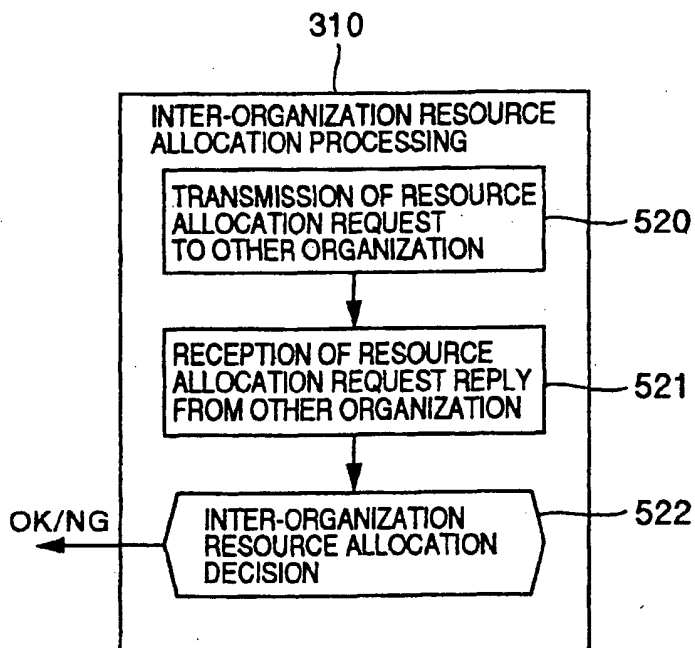 310
INTER-ORGANIZATION RESOURCE
ALLOCATION PROCESSING
TRANSMISSION OF RESOURCE
ALLOCATION REQUEST
TO OTHER ORGANIZATION
520
RECEPTION OF RESOURCE
ALLOCATION REQUEST REPLY
FROM OTHER ORGANIZATION
521
OK/NG
INTER-ORGANIZATION
RESOURCE ALLOCATION
DECISION
522